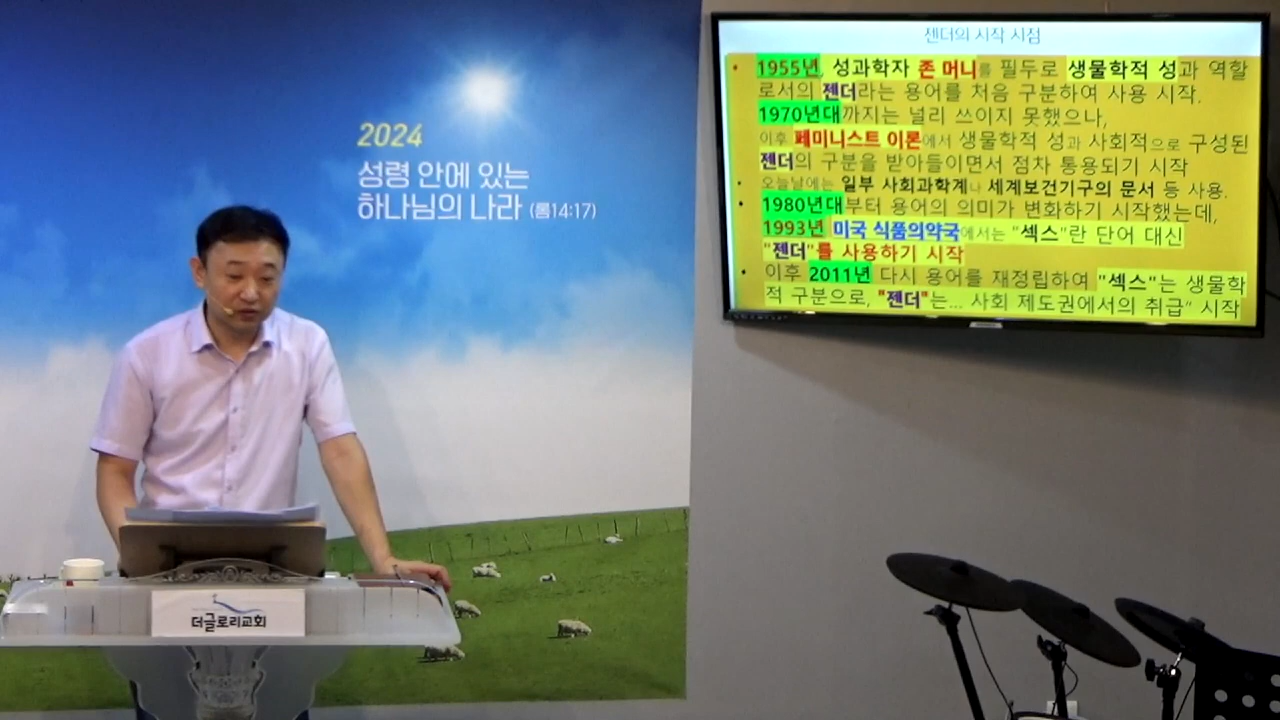 2024
성령 안에 있는
하나님의 나라 (롬14:17)
더글로리교회
젠더의 시작 시점
• 1955년, 성과학자 존 머니를 필두로 생물학적 성과 역할
로서의 젠더라는 용어를 처음 구분하여 사용 시작.
1970년대까지는 널리 쓰이지 못했으나,
이후 페미니스트 이론에서 생물학적 성과 사회적으로 구성된
젠더의 구분을 받아들이면서 점차 통용되기 시작
• 오늘날에는 일부 사회과학계나 세계보건기구의 문서 등 사용.
• 1980년대부터 용어의 의미가 변화하기 시작했는데,
1993년 미국 식품의약국에서는 "섹스"란 단어 대신
"젠더"를 사용하기 시작
• 이후 2011년 다시 용어를 재정립하여 "섹스"는 생물학
적 구분으로, "젠더"는... 사회 제도권에서의 취급" 시작